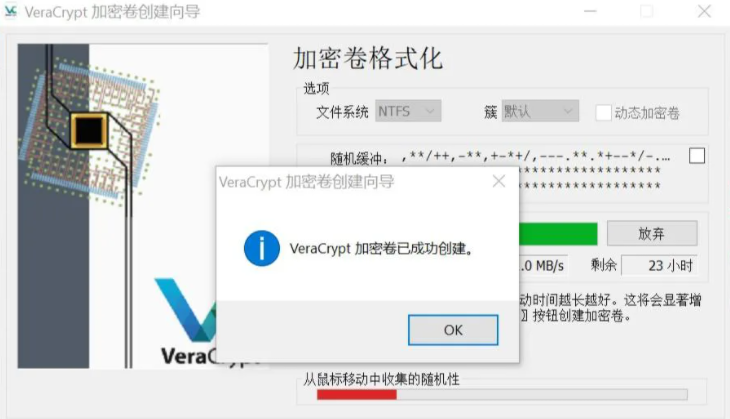 VeraCrypt 加密卷创建向导
加密卷格式化
选项
文件系统 NTFS 簇 默认 动态加密卷
随机缓冲: ,**/++,-**,+-*+/,---.**.*+--*/-.…
******************
******************
VeraCrypt 加密卷创建向导
VeraCrypt 加密卷已成功创建。
OK
放弃
.0 MB/s 剩余 23 小时
动时间越长越好。这将会显著增
按钮创建加密卷。
VeraCrypt
从鼠标移动中收集的随机性